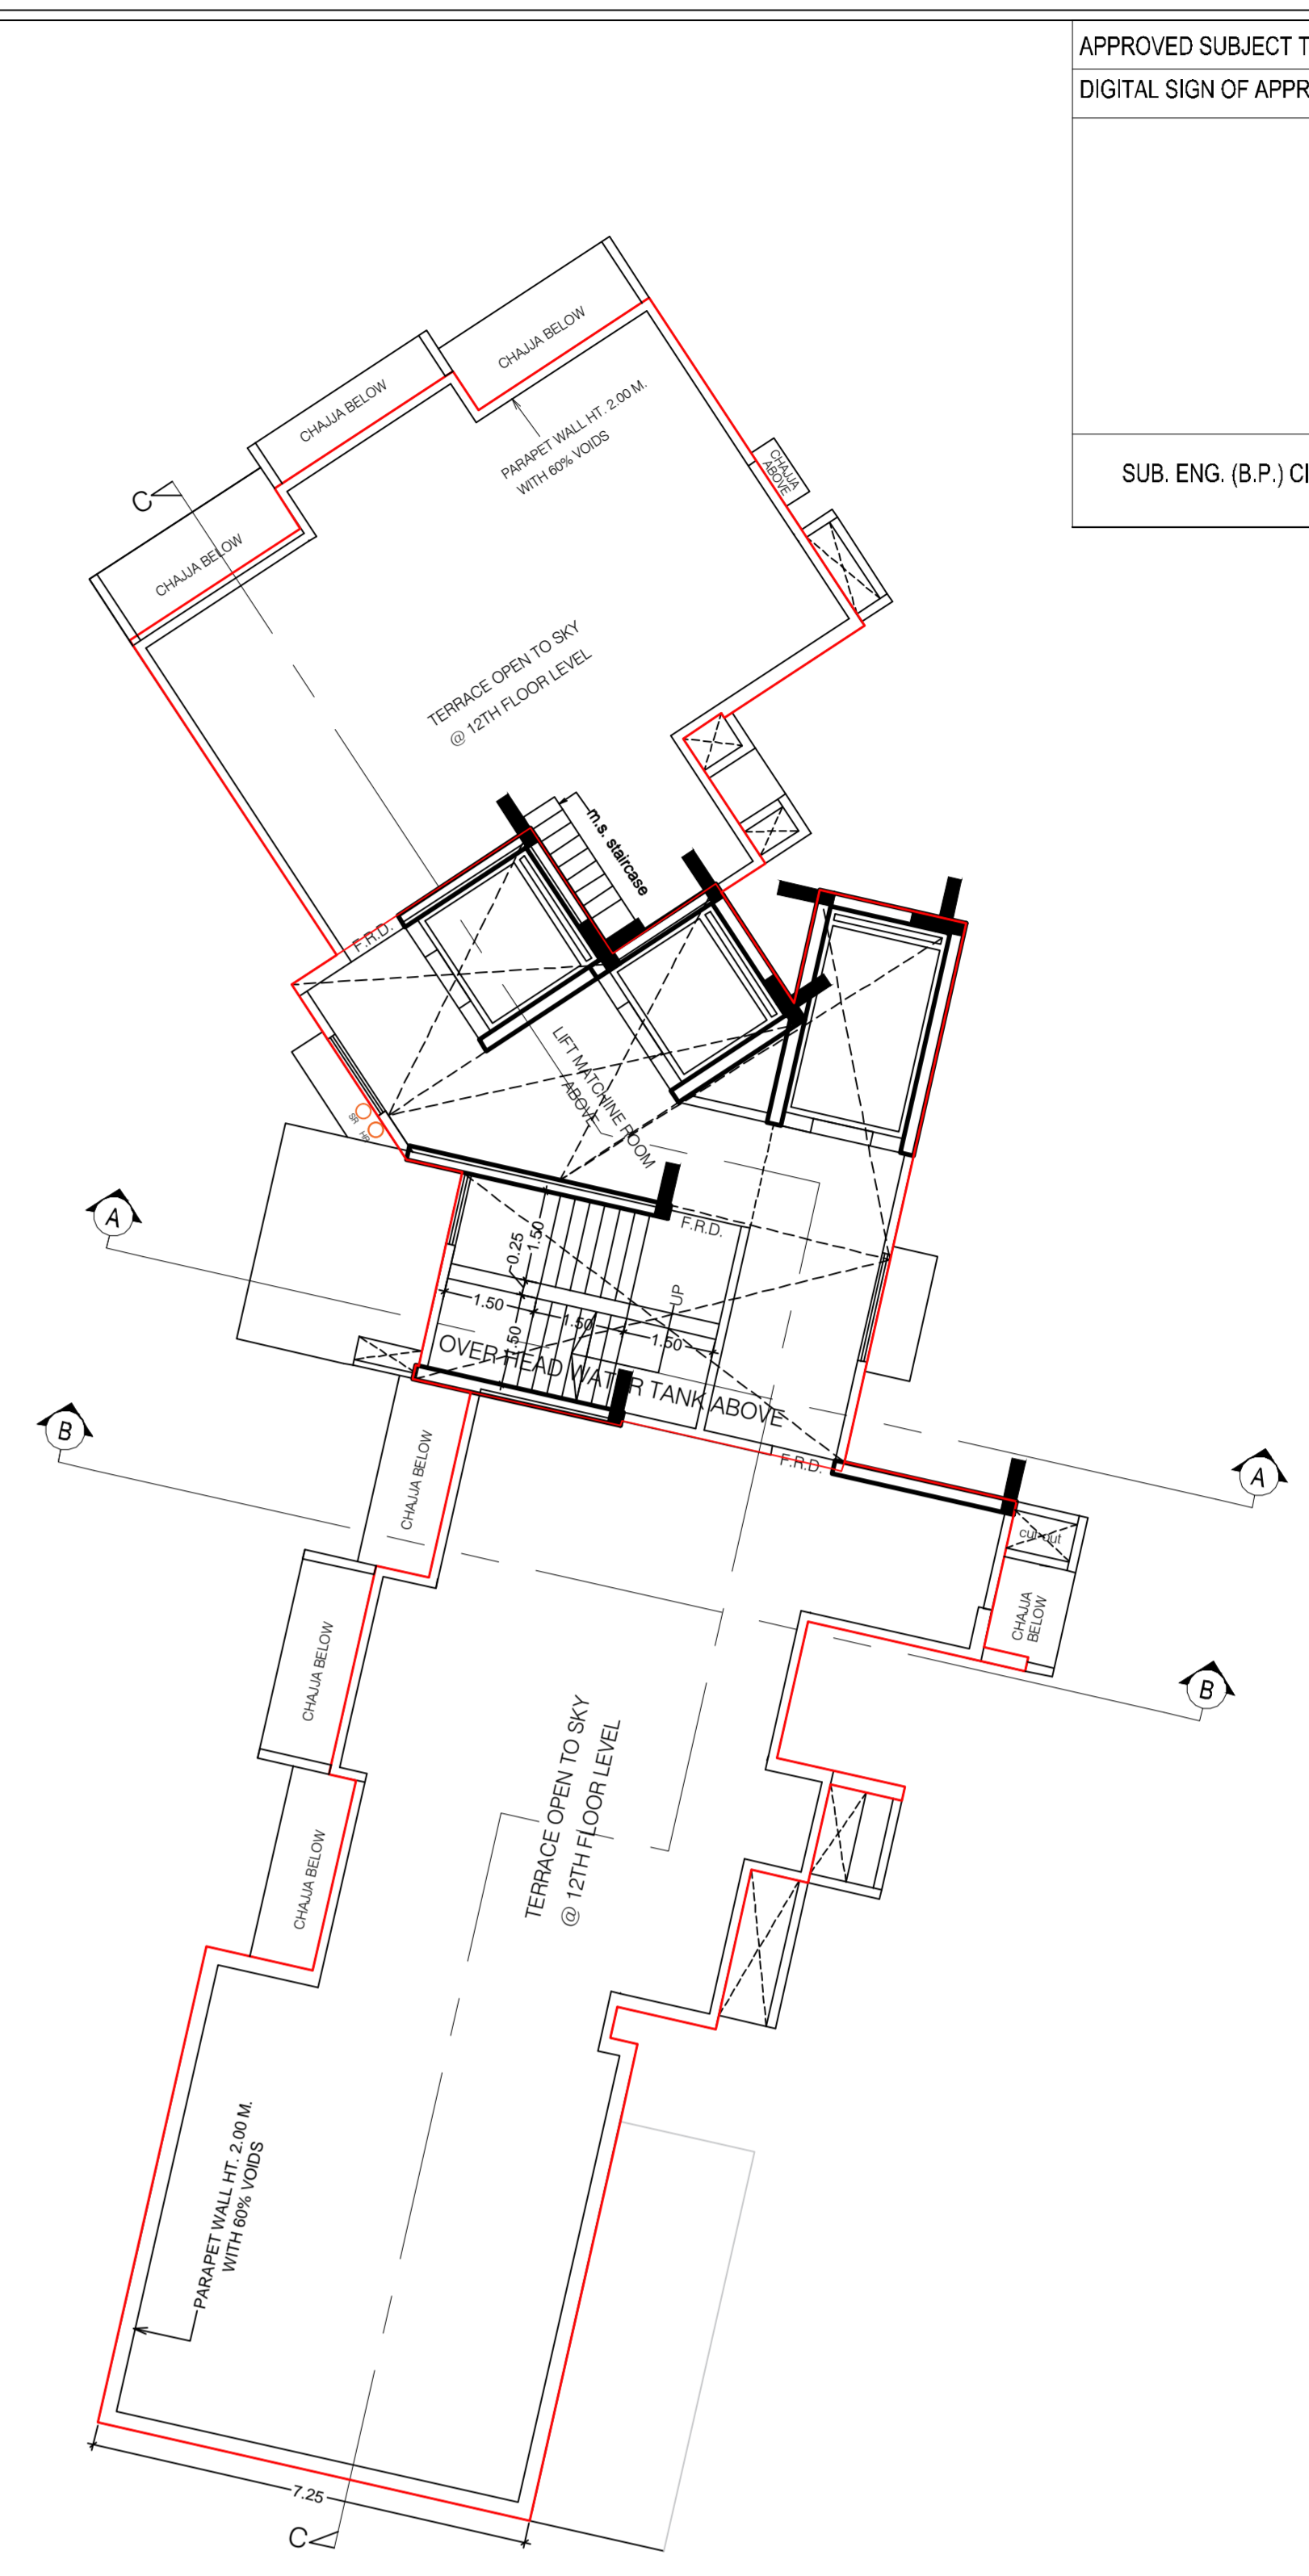 APPROVED SUBJECT T
DIGITAL SIGN OF APPR
SUB. ENG. (B.P.) CI
CHAJJA BELOW
CHAJJA BELOW
CHAJJA BELOW
PARAPET WALL HT. 2.00 M.
WITH 60% VOIDS
CHAJJA
ABOVE
C
TERRACE OPEN TO SKY
@ 12TH FLOOR LEVEL
m.s. staircase
F.R.D.
LIFT MATCHINE ROOM
ABOVE
SR
HR
A
F.R.D.
0.25
1.50
UP
1.50
1.50
1.50
1.50
OVER HEAD WATER TANK ABOVE
B
F.R.D.
A
CHAJJA BELOW
cut out
CHAJJA
BELOW
B
CHAJJA BELOW
TERRACE OPEN TO SKY
@ 12TH FLOOR LEVEL
CHAJJA BELOW
PARAPET WALL HT. 2.00 M.
WITH 60% VOIDS
7.25
C